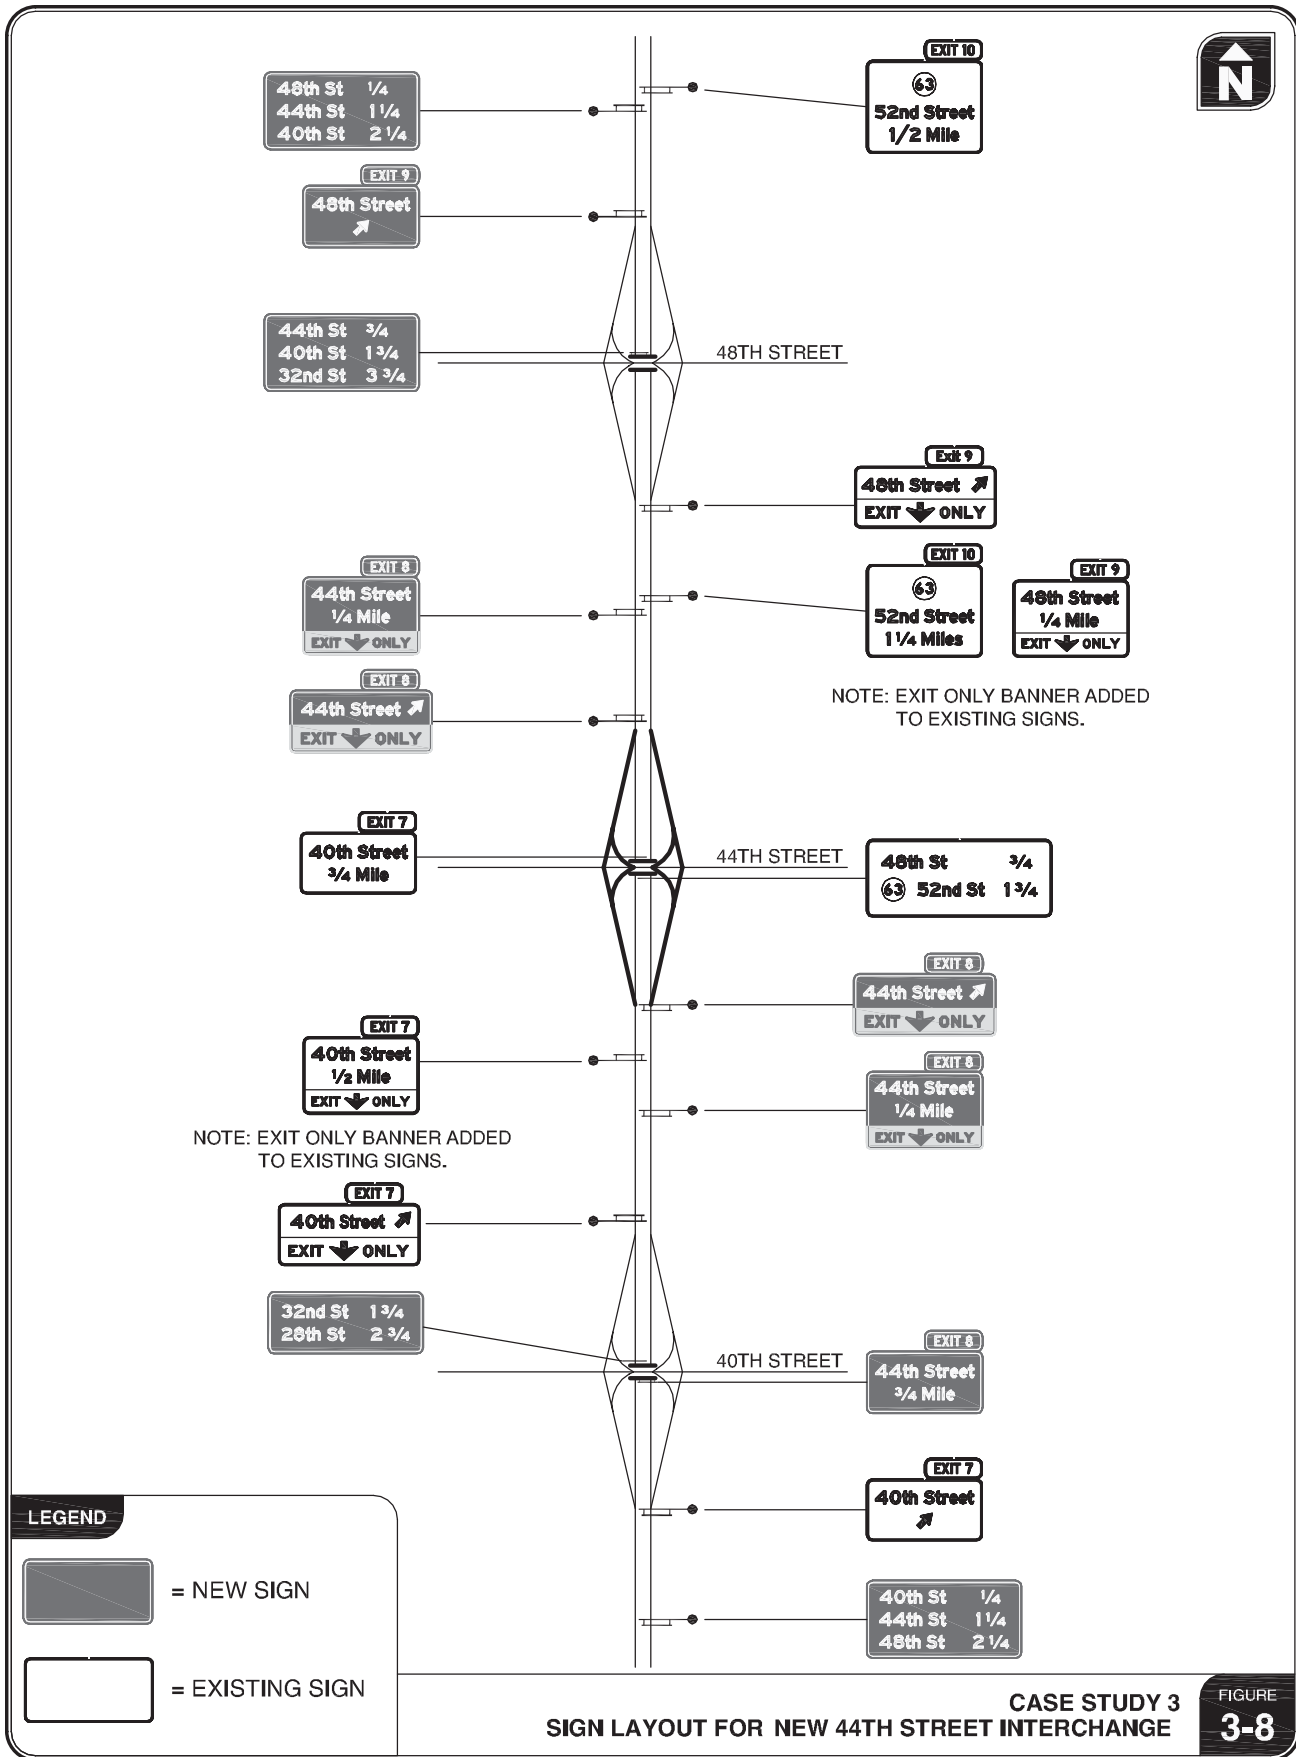 EXIT 10
63
52nd Street
1/2 Mile
N
48th St 1/4
44th St 1 1/4
40th St 2 1/4
EXIT 9
48th Street
44th St 3/4
40th St 1 3/4
32nd St 3 3/4
48TH STREET
Exit 9
48th Street
EXIT ONLY
EXIT 8
44th Street
1/4 Mile
EXIT ONLY
EXIT 10
63
52nd Street
1 1/4 Miles
EXIT 9
48th Street
1/4 Mile
EXIT ONLY
NOTE: EXIT ONLY BANNER ADDED
TO EXISTING SIGNS.
EXIT 8
44th Street
EXIT ONLY
EXIT 7
40th Street
3/4 Mile
44TH STREET
48th St 3/4
63 52nd St 1 3/4
EXIT 8
44th Street
EXIT ONLY
EXIT 7
40th Street
1/2 Mile
EXIT ONLY
NOTE: EXIT ONLY BANNER ADDED
TO EXISTING SIGNS.
EXIT 8
44th Street
1/4 Mile
EXIT ONLY
EXIT 7
40th Street
EXIT ONLY
32nd St 1 3/4
28th St 2 3/4
40TH STREET
EXIT 8
44th Street
3/4 Mile
EXIT 7
40th Street
40th St 1/4
44th St 1 1/4
48th St 2 1/4
LEGEND
= NEW SIGN
= EXISTING SIGN
CASE STUDY 3
SIGN LAYOUT FOR NEW 44TH STREET INTERCHANGE
FIGURE
3-8